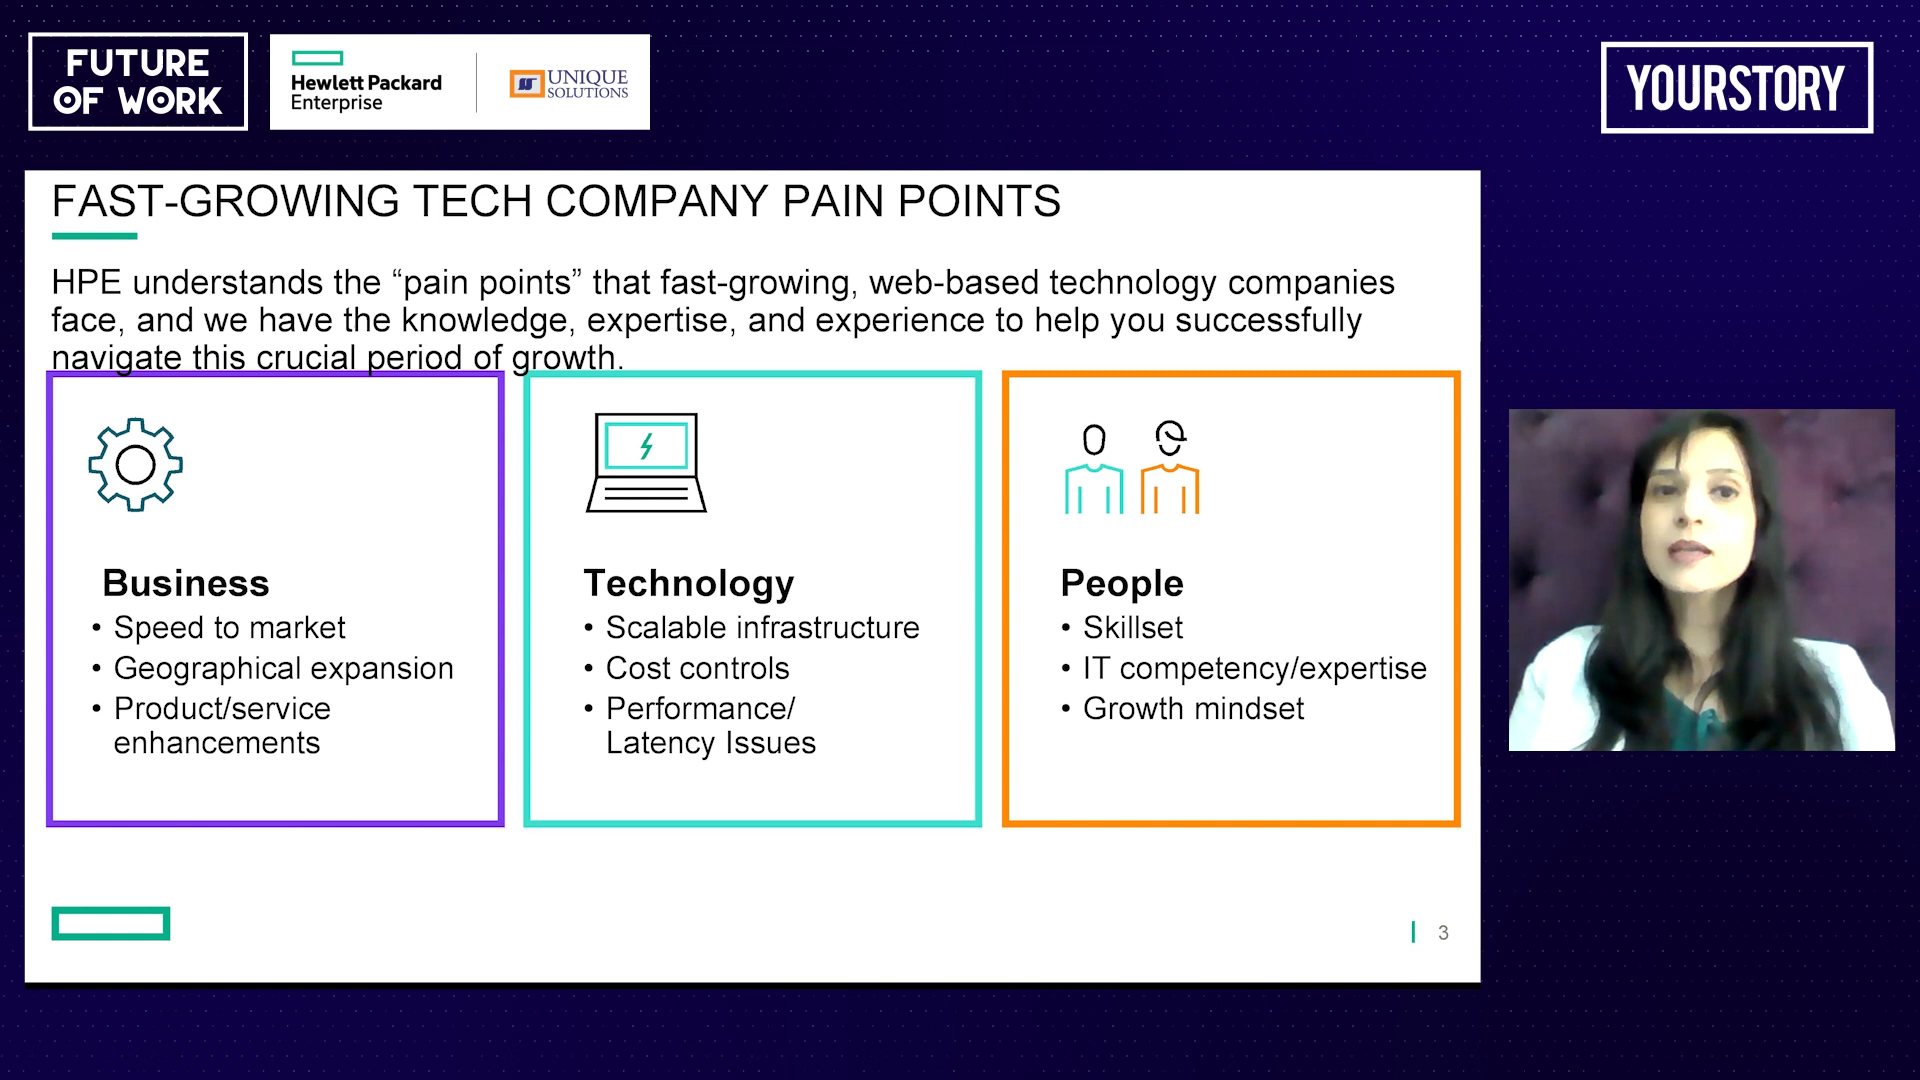 FUTURE
OF WORK
Hewlett Packard
Enterprise
UNIQUE
SOLUTIONS
YOURSTORY
FAST-GROWING TECH COMPANY PAIN POINTS
HPE understands the “pain points” that fast-growing, web-based technology companies
face, and we have the knowledge, expertise, and experience to help you successfully
navigate this crucial period of growth.
Business
• Speed to market
• Geographical expansion
• Product/service
enhancements
Technology
• Scalable infrastructure
• Cost controls
• Performance/
Latency Issues
People
• Skillset
• IT competency/expertise
• Growth mindset
3